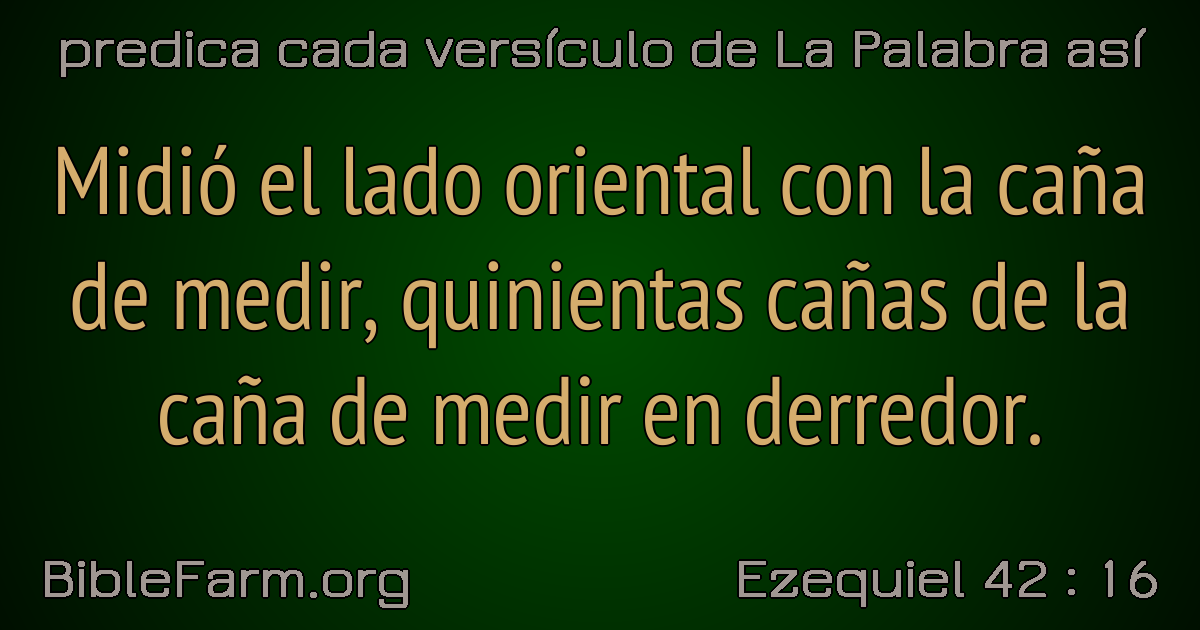 predica cada versículo de La Palabra así
Midió el lado oriental con la caña
de medir, quinientas cañas de la
caña de medir en derredor.
BibleFarm.org
Ezequiel 42 : 16